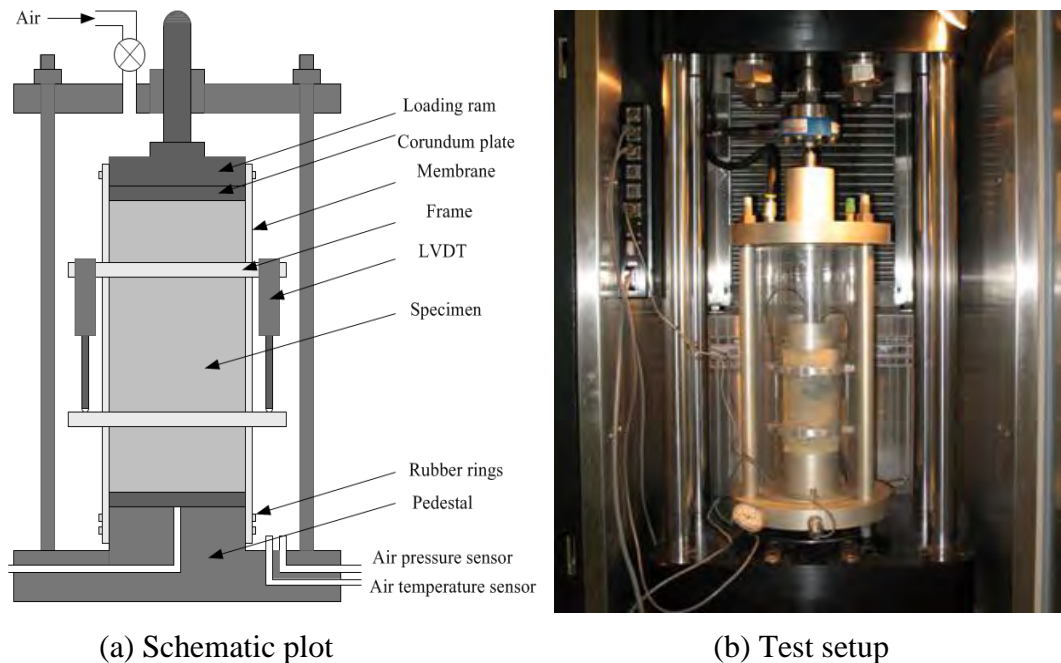 Air
Loading ram
Corundum plate
Membrane
Frame
LVDT
Specimen
Rubber rings
Pedestal
Air pressure sensor
Air temperature sensor
(a) Schematic plot
(b) Test setup